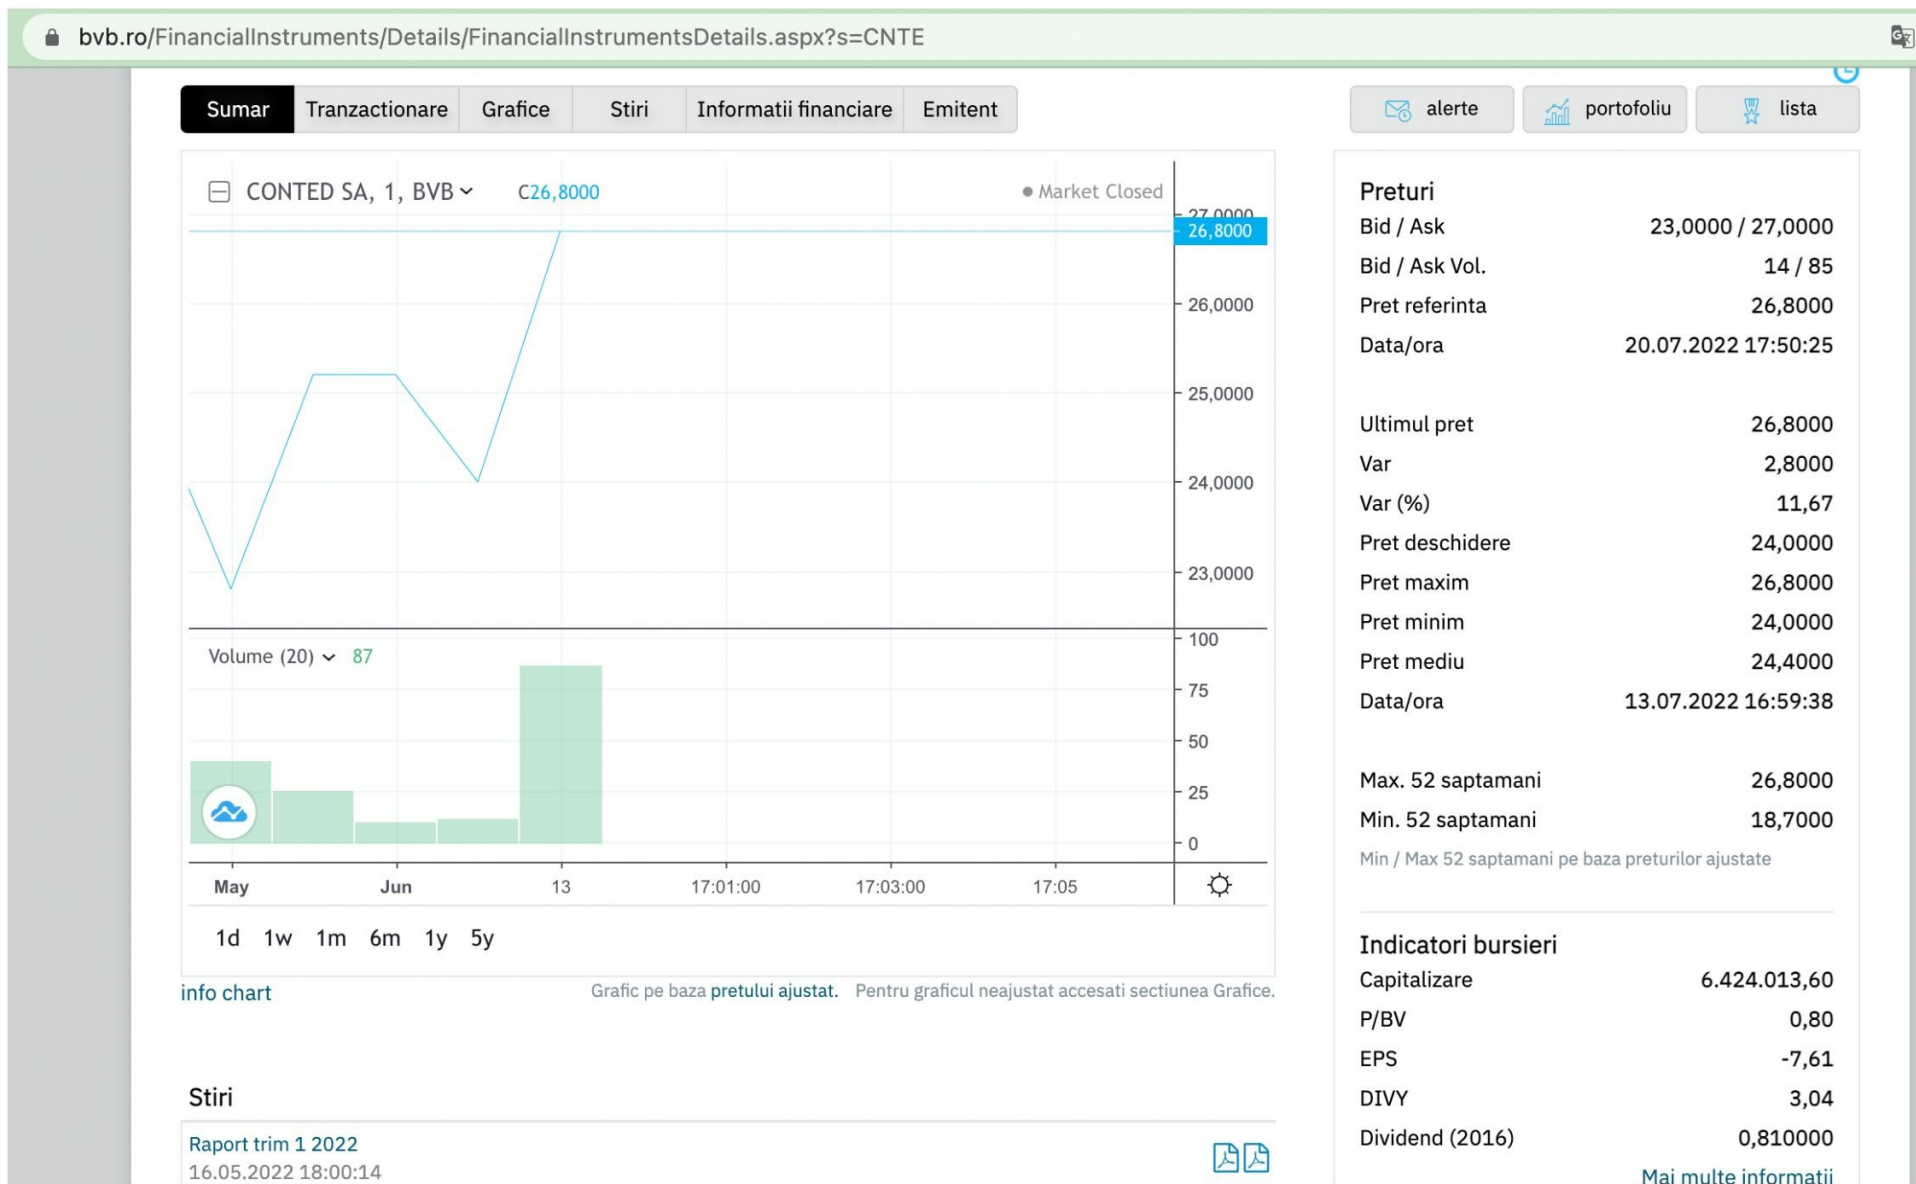 bvb.ro/FinancialInstruments/Details/FinancialInstrumentsDetails.aspx?s=CNTE
Sumar Tranzactionare Grafice Stiri Informatii financiare Emitent
alerte portofoliu lista
CONTED SA, 1, BVB C26,8000 Market Closed
27,0000
26,8000
26,0000
25,0000
24,0000
23,0000
Volume (20) 87
100
75
50
25
0
May Jun 13 17:01:00 17:03:00 17:05
1d 1w 1m 6m 1y 5y
info chart Grafic pe baza pretului ajustat. Pentru graficul neajustat accesati sectiunea Grafice.
Stiri
Raport trim 1 2022
16.05.2022 18:00:14
Preturi
Bid / Ask 23,0000 / 27,0000
Bid / Ask Vol. 14 / 85
Pret referinta 26,8000
Data/ora 20.07.2022 17:50:25
Ultimul pret 26,8000
Var 2,8000
Var (%) 11,67
Pret deschidere 24,0000
Pret maxim 26,8000
Pret minim 24,0000
Pret mediu 24,4000
Data/ora 13.07.2022 16:59:38
Max. 52 saptamani 26,8000
Min. 52 saptamani 18,7000
Min / Max 52 saptamani pe baza preturilor ajustate
Indicatori bursieri
Capitalizare 6.424.013,60
P/BV 0,80
EPS -7,61
DIVY 3,04
Dividend (2016) 0,810000
Mai multe informatii